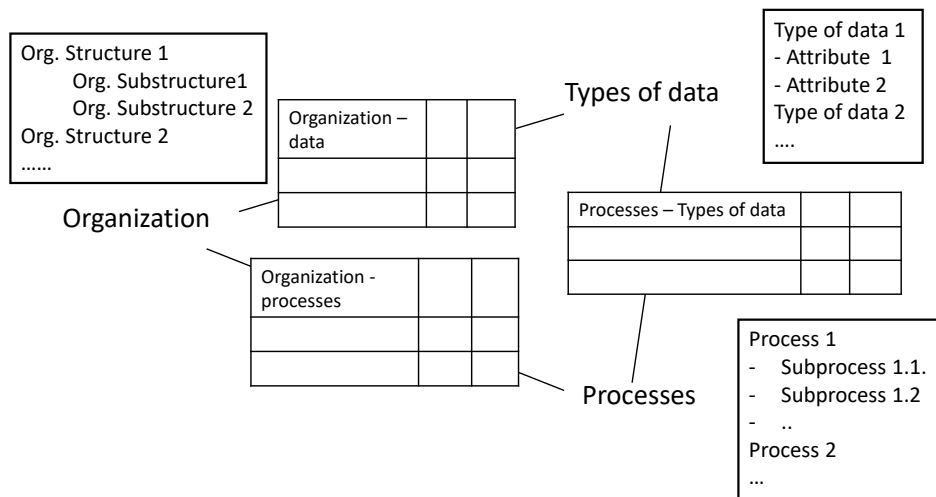 Org. Structure 1
Org. Substructure1
Org. Substructure 2
Org. Structure 2
......
Organization –
data
Types of data
Type of data 1
- Attribute  1
- Attribute 2
Type of data 2
....
Organization
Processes – Types of data
Organization -
processes
Processes
Process 1
- Subprocess 1.1.
- Subprocess 1.2
- ..
Process 2
...